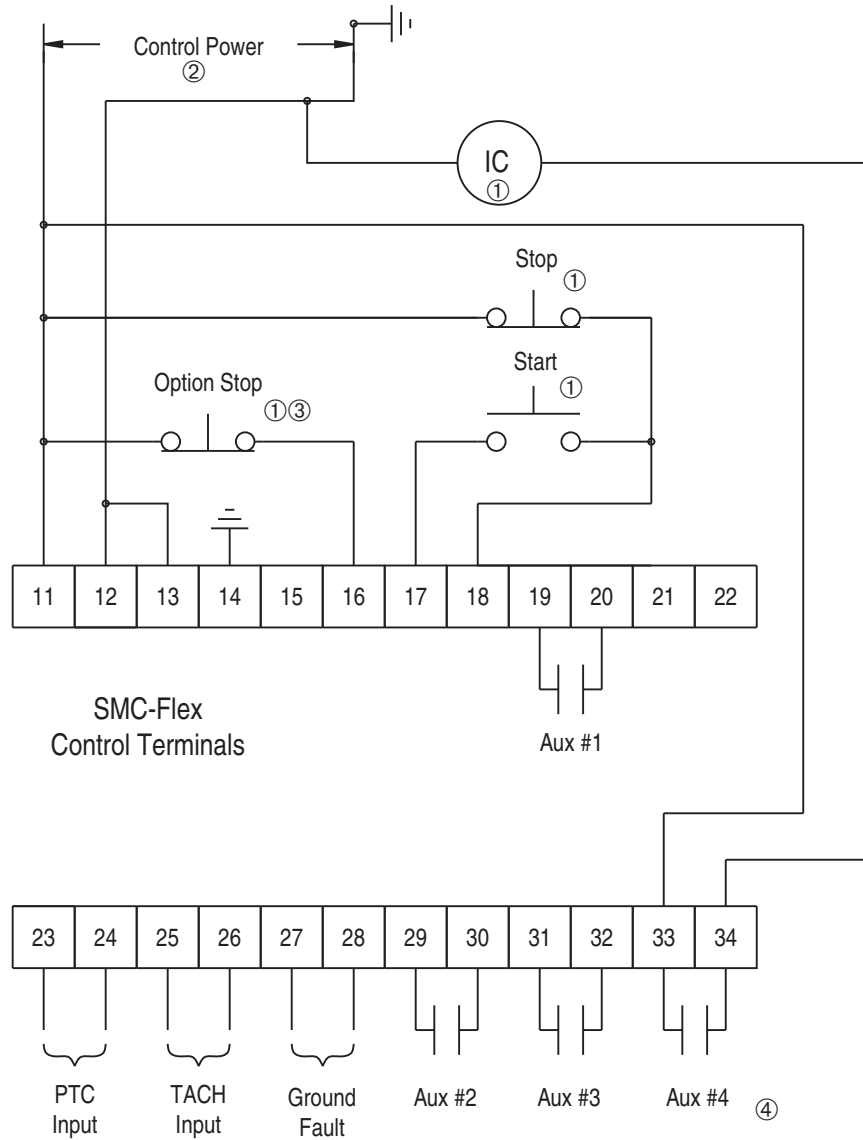 Control Power
②
IC
①
Stop
①
Start
①
Option Stop
①③
11 12 13 14 15 16 17 18 19 20 21 22
SMC-Flex
Control Terminals
Aux #1
23 24 25 26 27 28 29 30 31 32 33 34
PTC
Input
TACH
Input
Ground
Fault
Aux #2
Aux #3
Aux #4
④